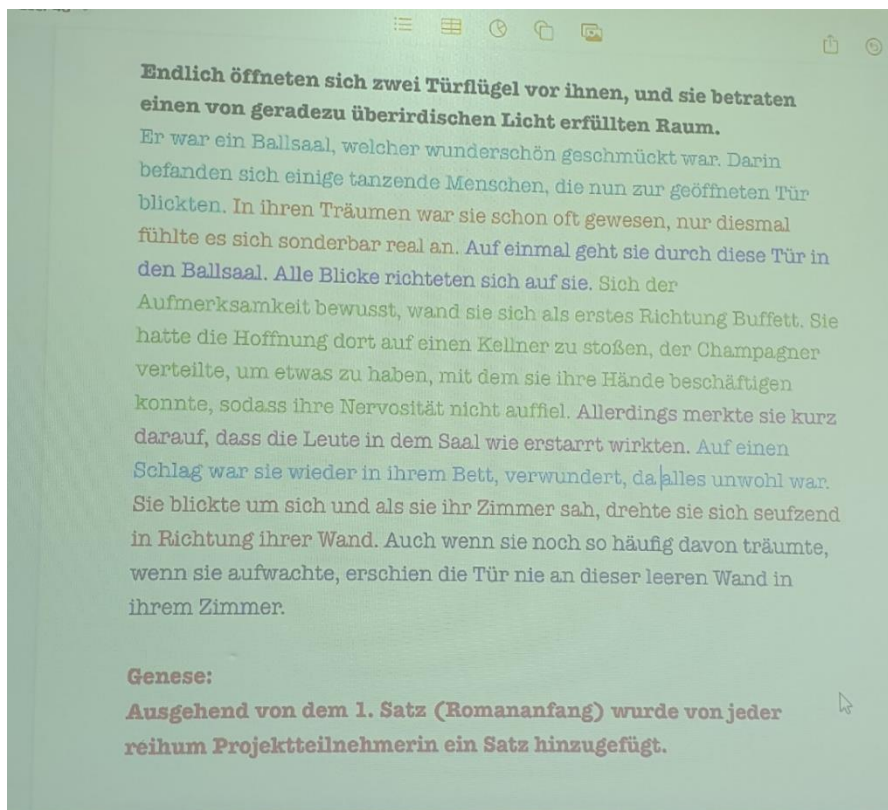 Endlich öffneten sich zwei Türflügel vor ihnen, und sie betraten
einen von geradezu überirdischen Licht erfüllten Raum.
Er war ein Ballsaal, welcher wunderschön geschmückt war. Darin
befanden sich einige tanzende Menschen, die nun zur geöffneten Tür
blickten. In ihren Träumen war sie schon oft gewesen, nur diesmal
fühlte es sich sonderbar real an. Auf einmal geht sie durch diese Tür in
den Ballsaal. Alle Blicke richteten sich auf sie. Sich der
Aufmerksamkeit bewusst, wand sie sich als erstes Richtung Buffett. Sie
hatte die Hoffnung dort auf einen Kellner zu stoßen, der Champagner
verteilte, um etwas zu haben, mit dem sie ihre Hände beschäftigen
konnte, sodass ihre Nervosität nicht auffiel. Allerdings merkte sie kurz
darauf, dass die Leute in dem Saal wie erstarrt wirkten. Auf einen
Schlag war sie wieder in ihrem Bett, verwundert, da alles unwohl war.
Sie blickte um sich und als sie ihr Zimmer sah, drehte sie sich seufzend
in Richtung ihrer Wand. Auch wenn sie noch so häufig davon träumte,
wenn sie aufwachte, erschien die Tür nie an dieser leeren Wand in
ihrem Zimmer.
Genese:
Ausgehend von dem 1. Satz (Romananfang) wurde von jeder
reihum Projektteilnehmerin ein Satz hinzugefügt.